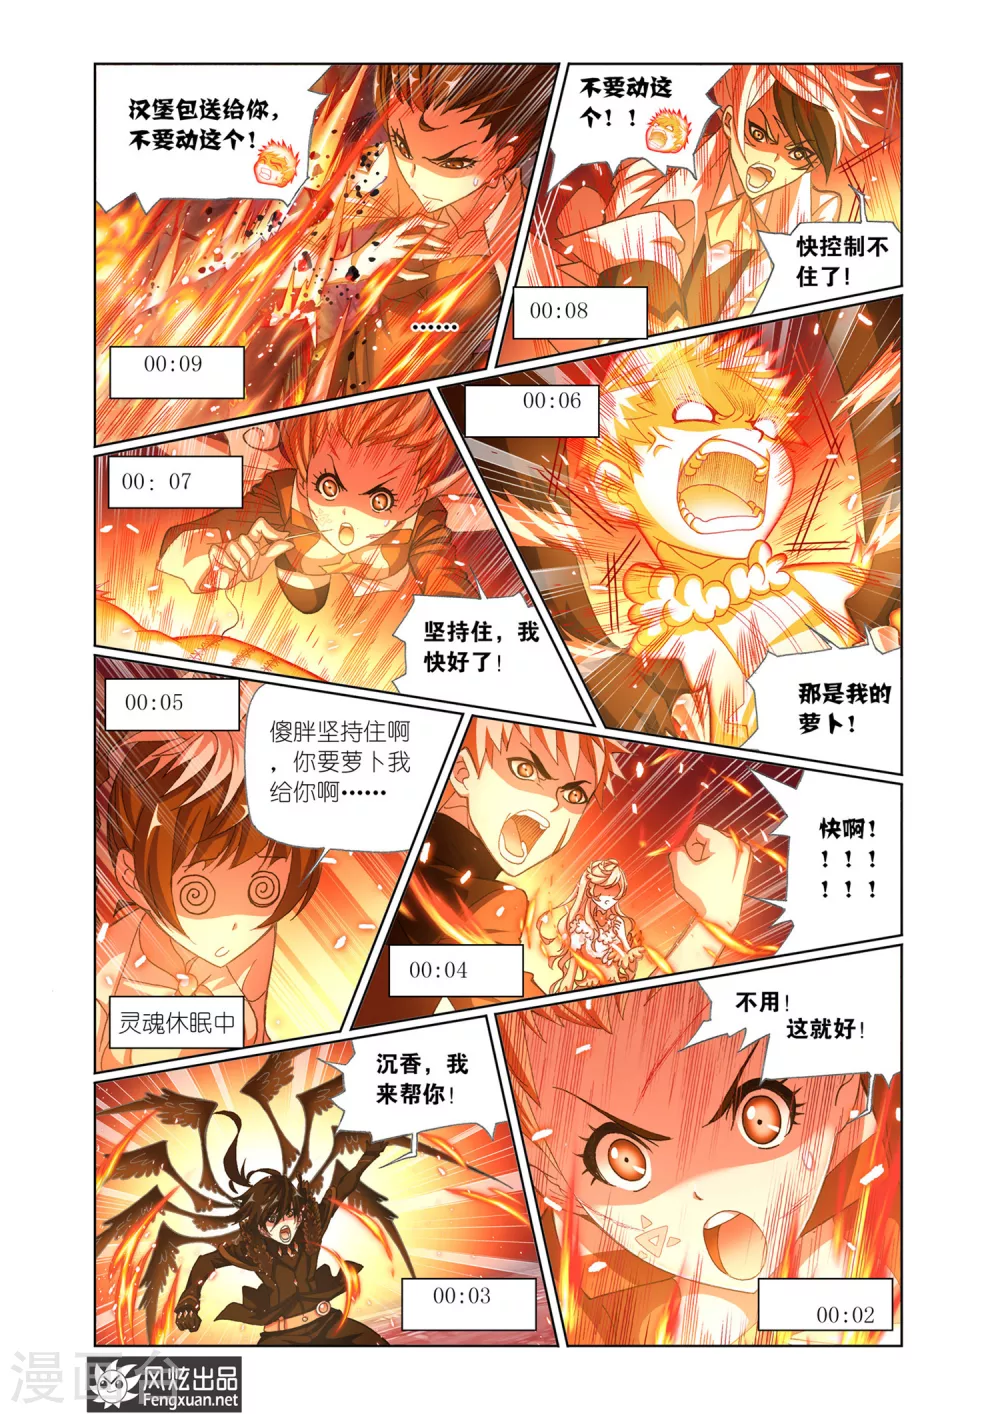 汉堡包送给你，
不要动这个！
……
00:09
不要动这
个！！
快控制不
住了！
00:08
00: 07
坚持住，我
快好了！
00:06
那是我的
萝卜！
00:05
傻胖坚持住啊
，你要萝卜我
给你啊……
灵魂休眠中
快啊！
！！！
！！！
00:04
沉香，我
来帮你！
00:03
不用！
这就好！
00:02
漫画台
风炫出品
Fengxuan.net